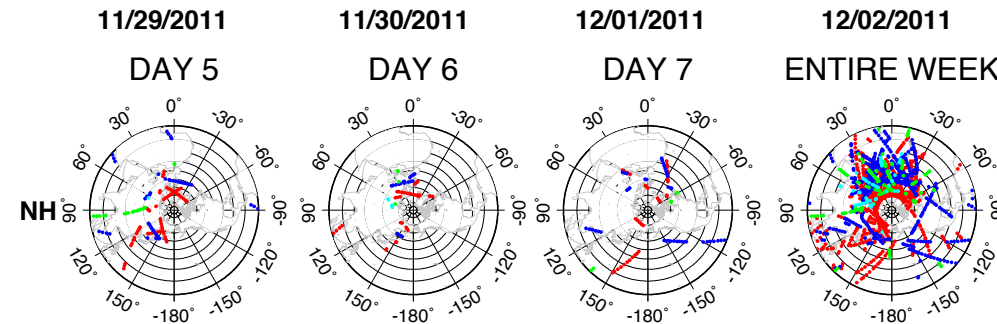 11/29/2011 11/30/2011 12/01/2011 12/02/2011
DAY 5 DAY 6 DAY 7 ENTIRE WEEK
0° 0° 0° 0°
30° -30° 30° -30° 30° -30° 30° -30°
60° -60° 60° -60° 60° -60° 60° -60°
NH 90° -90° 90° -90° 90° -90° 90° -90°
120° -120° 120° -120° 120° -120° 120° -120°
150° -150° 150° -150° 150° -150° 150° -150°
-180° -180° -180° -180°